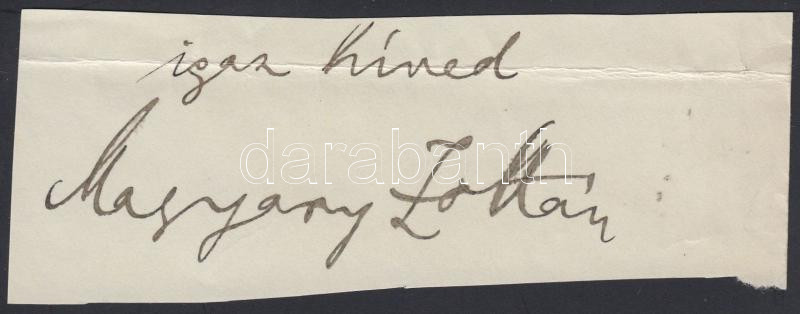 igaz híved
darabanth
Magyary Zoltán